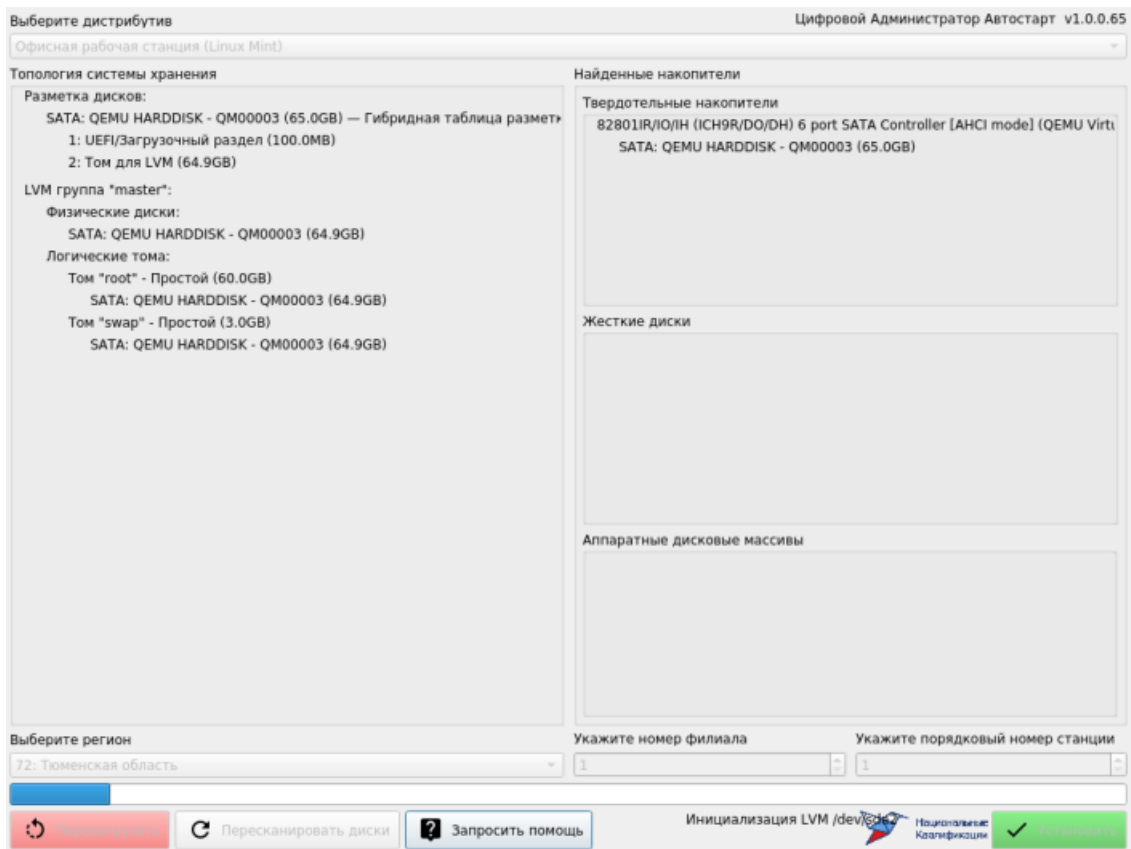 Выберите дистрибутив
Цифровой Администратор Автостарт v1.0.0.65
Офисная рабочая станция (Linux Mint)
Топология системы хранения
Разметка дисков:
SATA: QEMU HARDDISK - QM00003 (65.0GB) — Гибридная таблица разметк
1: UEFI/Загрузочный раздел (100.0MB)
2: Том для LVM (64.9GB)
LVM группа "master":
Физические диски:
SATA: QEMU HARDDISK - QM00003 (64.9GB)
Логические тома:
Том "root" - Простой (60.0GB)
SATA: QEMU HARDDISK - QM00003 (64.9GB)
Том "swap" - Простой (3.0GB)
SATA: QEMU HARDDISK - QM00003 (64.9GB)
Найденные накопители
Твердотельные накопители
82801IR/IO/IH (ICH9R/DO/DH) 6 port SATA Controller [AHCI mode] (QEMU Virtu
SATA: QEMU HARDDISK - QM00003 (65.0GB)
Жесткие диски
Аппаратные дисковые массивы
Выберите регион
72: Тюменская область
Укажите номер филиала
1
Укажите порядковый номер станции
1
Пересканировать диски
Запросить помощь
Инициализация LVM
Национальные
Квалификации